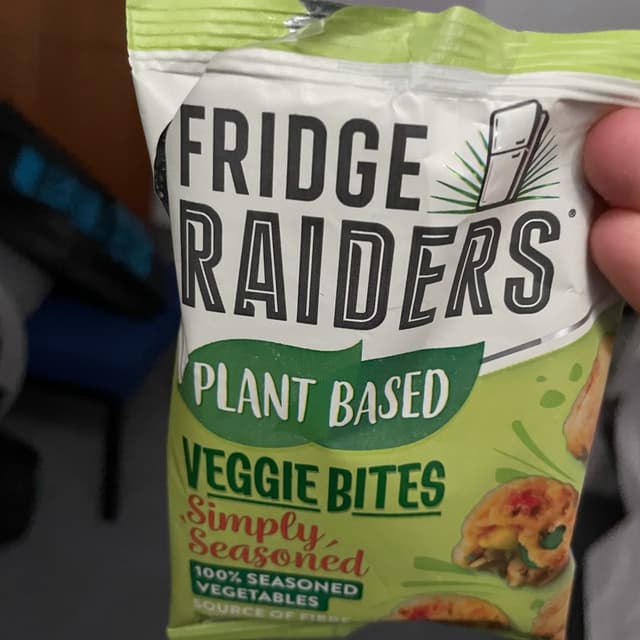 FRIDGE
RAIDERS®
PLANT BASED
VEGGIE BITES
Simply
Seasoned
100% SEASONED
VEGETABLES
SOURCE OF FIBRE